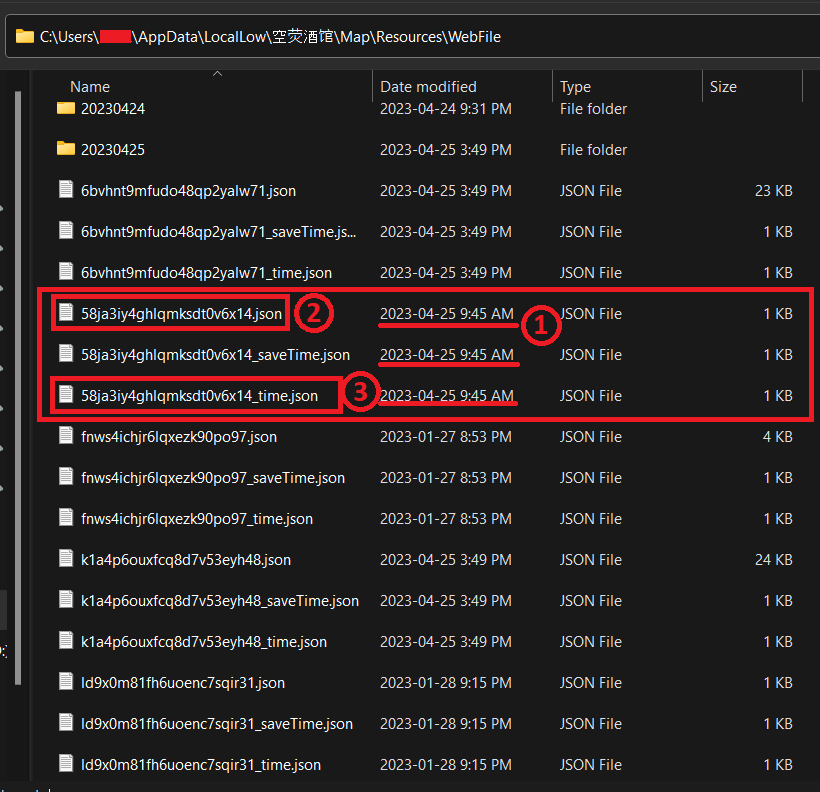 C:\Users\ \AppData\LocalLow\空荧酒馆\Map\Resources\WebFile
Name Date modified Type Size
20230424 2023-04-24 9:31 PM File folder
20230425 2023-04-25 3:49 PM File folder
6bvhnt9mfudo48qp2yalw71.json 2023-04-25 3:49 PM JSON File 23 KB
6bvhnt9mfudo48qp2yalw71_saveTime.js... 2023-04-25 3:49 PM JSON File 1 KB
6bvhnt9mfudo48qp2yalw71_time.json 2023-04-25 3:49 PM JSON File 1 KB
58ja3iy4ghlqmksdt0v6x14.json ② 2023-04-25 9:45 AM ① JSON File 1 KB
58ja3iy4ghlqmksdt0v6x14_saveTime.json 2023-04-25 9:45 AM JSON File 1 KB
58ja3iy4ghlqmksdt0v6x14_time.json ③ 2023-04-25 9:45 AM JSON File 1 KB
fnws4ichjr6lqxezk90po97.json 2023-01-27 8:53 PM JSON File 4 KB
fnws4ichjr6lqxezk90po97_saveTime.json 2023-01-27 8:53 PM JSON File 1 KB
fnws4ichjr6lqxezk90po97_time.json 2023-01-27 8:53 PM JSON File 1 KB
k1a4p6ouxfcq8d7v53eyh48.json 2023-04-25 3:49 PM JSON File 24 KB
k1a4p6ouxfcq8d7v53eyh48_saveTime.json 2023-04-25 3:49 PM JSON File 1 KB
k1a4p6ouxfcq8d7v53eyh48_time.json 2023-04-25 3:49 PM JSON File 1 KB
ld9x0m81fh6uoenc7sqir31.json 2023-01-28 9:15 PM JSON File 1 KB
ld9x0m81fh6uoenc7sqir31_saveTime.json 2023-01-28 9:15 PM JSON File 1 KB
ld9x0m81fh6uoenc7sqir31_time.json 2023-01-28 9:15 PM JSON File 1 KB